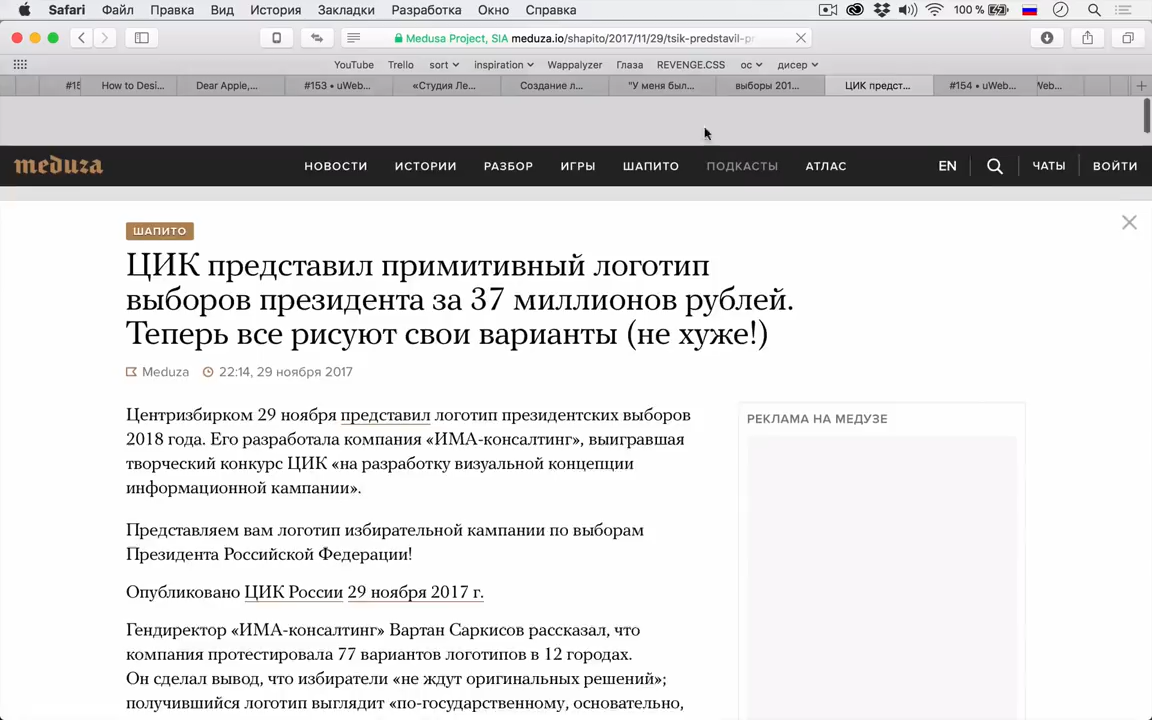 Safari Файл Правка Вид История Закладки Разработка Окно Справка 100 %
Medusa Project, SIA meduza.io/shapito/2017/11/29/tsik-predstavil-pr
YouTube Trello sort inspiration Wappalyzer Глаза REVENGE.CSS ос дисер
#15 How to Desi... Dear Apple,... #153 • uWeb... «Студия Ле... Создание л... "У меня был... выборы 201... ЦИК предст... #154 • uWeb... Web...
meduza НОВОСТИ ИСТОРИИ РАЗБОР ИГРЫ ШАПИТО ПОДКАСТЫ АТЛАС EN ЧАТЫ ВОЙТИ
ШАПИТО
ЦИК представил примитивный логотип
выборов президента за 37 миллионов рублей.
Теперь все рисуют свои варианты (не хуже!)
Meduza 22:14, 29 ноября 2017
Центризбирком 29 ноября представил логотип президентских выборов
2018 года. Его разработала компания «ИМА-консалтинг», выигравшая
творческий конкурс ЦИК «на разработку визуальной концепции
информационной кампании».
РЕКЛАМА НА МЕДУЗЕ
Представляем вам логотип избирательной кампании по выборам
Президента Российской Федерации!
Опубликовано ЦИК России 29 ноября 2017 г.
Гендиректор «ИМА-консалтинг» Вартан Саркисов рассказал, что
компания протестировала 77 вариантов логотипов в 12 городах.
Он сделал вывод, что избиратели «не ждут оригинальных решений»;
получившийся логотип выглядит «по-государственному, основательно,